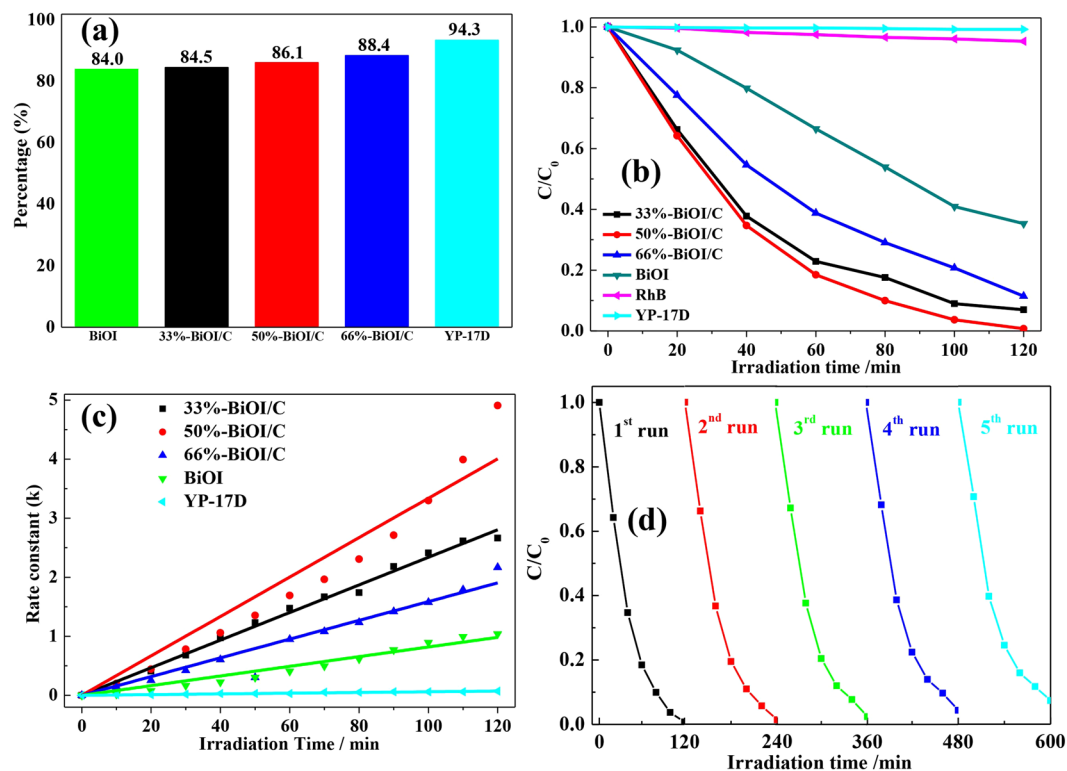 (a)
Percentage (%)
100
80
60
40
20
0
84.0
84.5
86.1
88.4
94.3
BiOI
33%-BiOI/C
50%-BiOI/C
66%-BiOI/C
YP-17D
(b)
C/C₀
1.0
0.8
0.6
0.4
0.2
0.0
33%-BiOI/C
50%-BiOI/C
66%-BiOI/C
BiOI
RhB
YP-17D
0 20 40 60 80 100 120
Irradiation time /min
(c)
Rate constant (k)
5
4
3
2
1
0
33%-BiOI/C
50%-BiOI/C
66%-BiOI/C
BiOI
YP-17D
0 20 40 60 80 100 120
Irradiation Time / min
(d)
C/C₀
1.0
0.8
0.6
0.4
0.2
0.0
1st run
2nd run
3rd run
4th run
5th run
0 120 240 360 480 600
Irradiation time/min